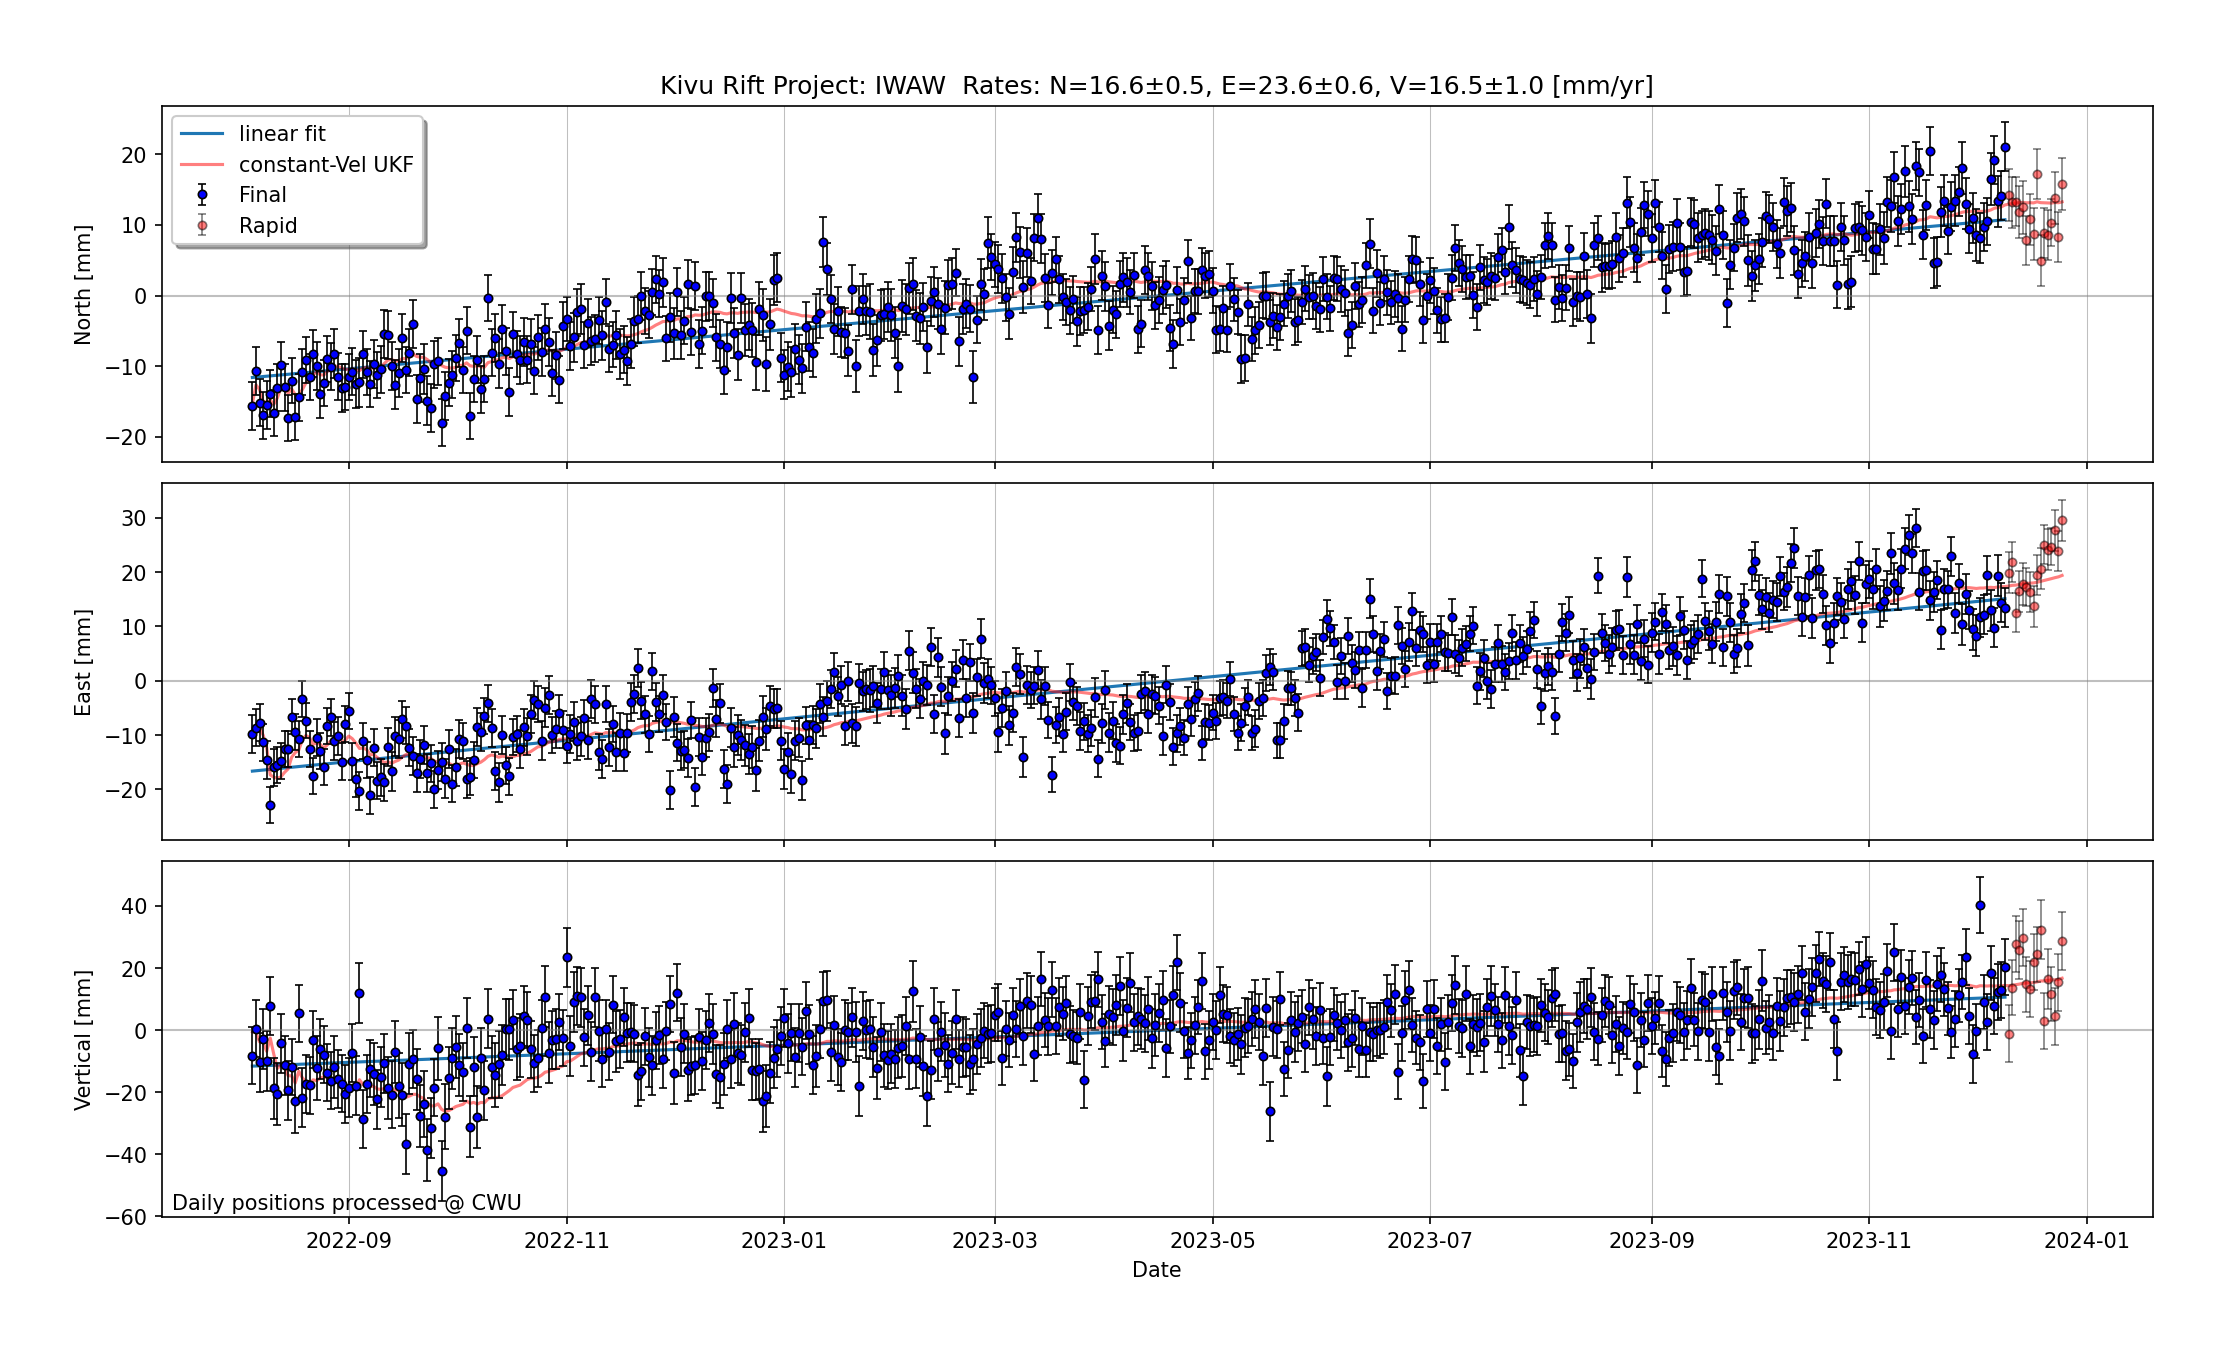 Kivu Rift Project: IWAW  Rates: N=16.6±0.5, E=23.6±0.6, V=16.5±1.0 [mm/yr]
linear fit
constant-Vel UKF
Final
Rapid
North [mm]
20
10
0
−10
−20
East [mm]
30
20
10
0
−10
−20
Vertical [mm]
40
20
0
−20
−40
−60
Daily positions processed @ CWU
2022-09 2022-11 2023-01 2023-03 2023-05 2023-07 2023-09 2023-11 2024-01
Date